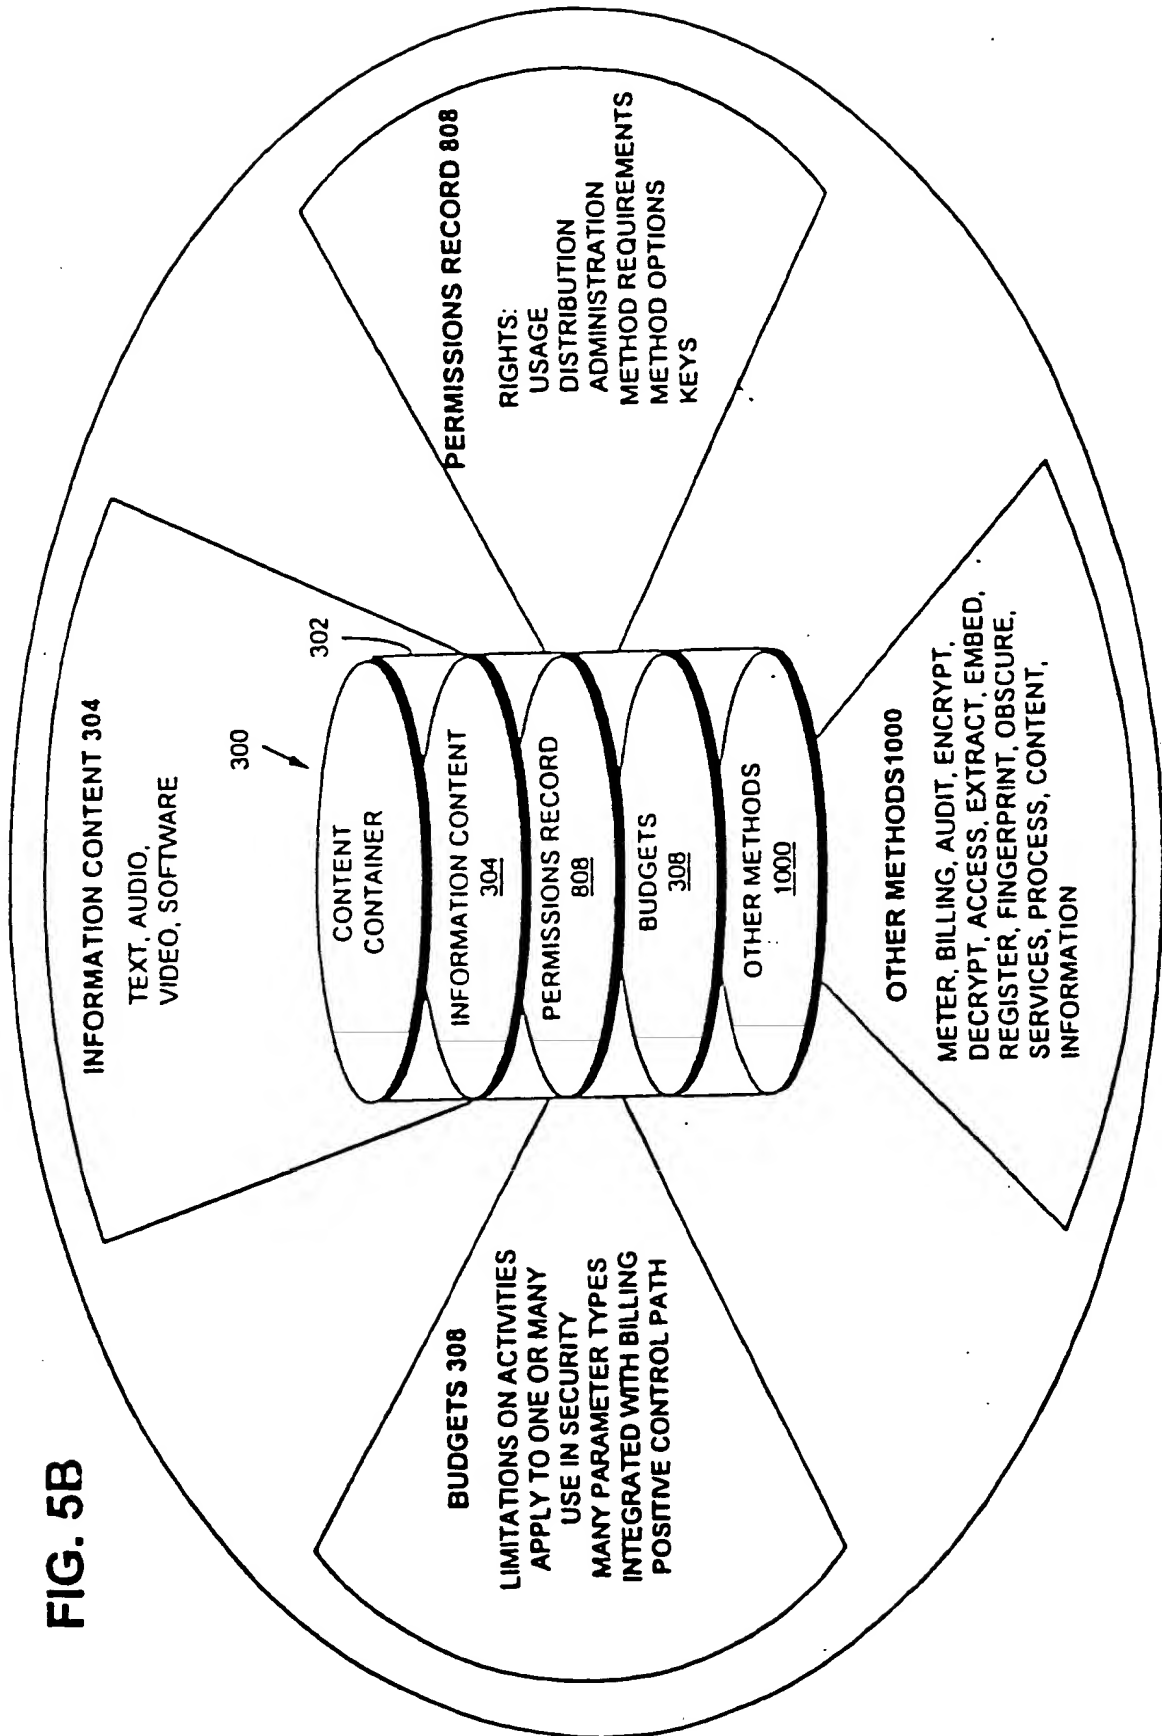 FIG. 5B
INFORMATION CONTENT 304
TEXT, AUDIO,
VIDEO, SOFTWARE
BUDGETS 308
LIMITATIONS ON ACTIVITIES
APPLY TO ONE OR MANY
USE IN SECURITY
MANY PARAMETER TYPES
INTEGRATED WITH BILLING
POSITIVE CONTROL PATH
300
302
CONTENT
CONTAINER
INFORMATION CONTENT
304
PERMISSIONS RECORD
808
BUDGETS
308
OTHER METHODS
1000
PERMISSIONS RECORD 808
RIGHTS:
USAGE
DISTRIBUTION
ADMINISTRATION
METHOD REQUIREMENTS
METHOD OPTIONS
KEYS
OTHER METHODS1000
METER, BILLING, AUDIT, ENCRYPT,
DECRYPT, ACCESS, EXTRACT, EMBED,
REGISTER, FINGERPRINT, OBSCURE,
SERVICES, PROCESS, CONTENT,
INFORMATION